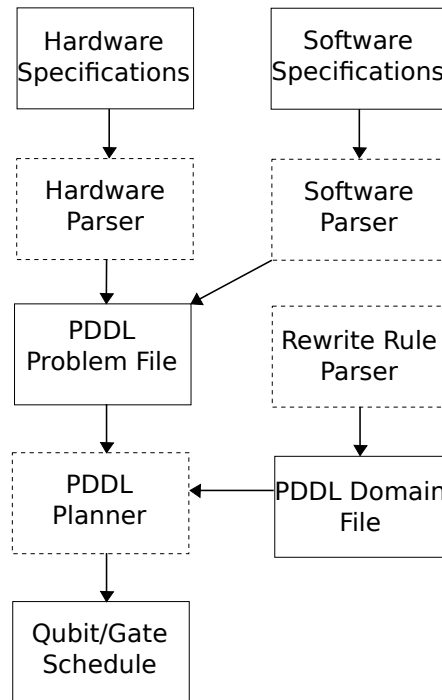 Hardware
Specifications
Software
Specifications
Hardware
Parser
Software
Parser
PDDL
Problem File
Rewrite Rule
Parser
PDDL
Planner
PDDL Domain
File
Qubit/Gate
Schedule